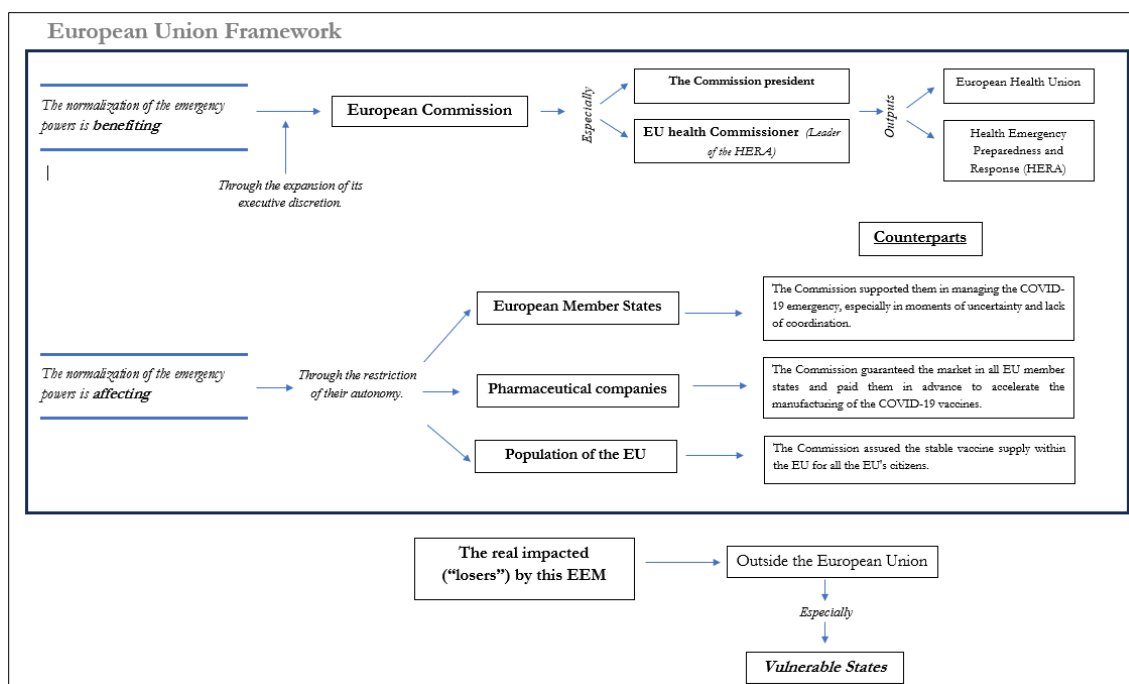 European Union Framework
The normalization of the emergency
powers is benefiting
Through the expansion of its
executive discretion.
European Commission
Especially
The Commission president
EU health Commissioner (Leader
of the HERA)
Outputs
European Health Union
Health Emergency
Preparedness and
Response (HERA)
Counterparts
The normalization of the emergency
powers is affecting
Through the restriction
of their autonomy.
European Member States
The Commission supported them in managing the COVID-
19 emergency, especially in moments of uncertainty and lack
of coordination.
Pharmaceutical companies
The Commission guaranteed the market in all EU member
states and paid them in advance to accelerate the
manufacturing of the COVID-19 vaccines.
Population of the EU
The Commission assured the stable vaccine supply within
the EU for all the EU's citizens.
The real impacted
(“losers”) by this EEM
Outside the European Union
Especially
Vulnerable States